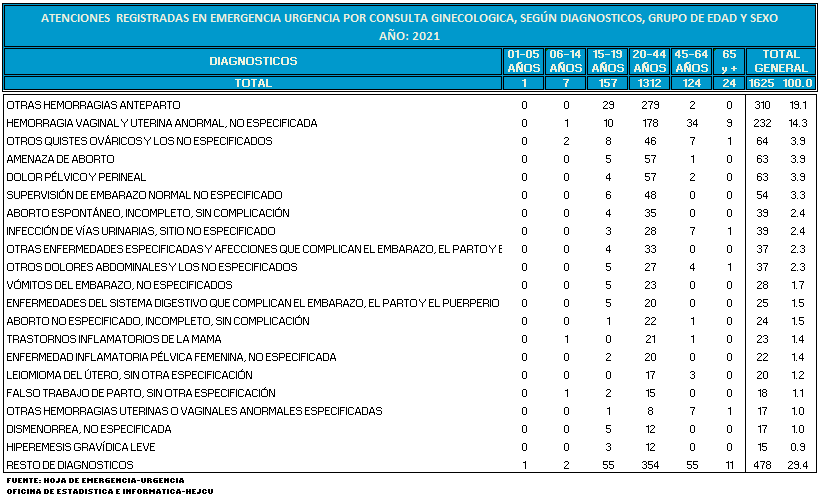 ATENCIONES REGISTRADAS EN EMERGENCIA URGENCIA POR CONSULTA GINECOLOGICA, SEGÚN DIAGNOSTICOS, GRUPO DE EDAD Y SEXO
AÑO: 2021
DIAGNOSTICOS 01-05 AÑOS 06-14 AÑOS 15-19 AÑOS 20-44 AÑOS 45-64 AÑOS 65 y + TOTAL GENERAL
TOTAL 1 7 157 1312 124 24 1625 100.0
OTRAS HEMORRAGIAS ANTEPARTO 0 0 29 279 2 0 310 19.1
HEMORRAGIA VAGINAL Y UTERINA ANORMAL, NO ESPECIFICADA 0 1 10 178 34 9 232 14.3
OTROS QUISTES OVÁRICOS Y LOS NO ESPECIFICADOS 0 2 8 46 7 1 64 3.9
AMENAZA DE ABORTO 0 0 5 57 1 0 63 3.9
DOLOR PÉLVICO Y PERINEAL 0 0 4 57 2 0 63 3.9
SUPERVISIÓN DE EMBARAZO NORMAL NO ESPECIFICADO 0 0 6 48 0 0 54 3.3
ABORTO ESPONTÁNEO, INCOMPLETO, SIN COMPLICACIÓN 0 0 4 35 0 0 39 2.4
INFECCIÓN DE VÍAS URINARIAS, SITIO NO ESPECIFICADO 0 0 3 28 7 1 39 2.4
OTRAS ENFERMEDADES ESPECIFICADAS Y AFECCIONES QUE COMPLICAN EL EMBARAZO, EL PARTO Y E 0 0 4 33 0 0 37 2.3
OTROS DOLORES ABDOMINALES Y LOS NO ESPECIFICADOS 0 0 5 27 4 1 37 2.3
VÓMITOS DEL EMBARAZO, NO ESPECIFICADOS 0 0 5 23 0 0 28 1.7
ENFERMEDADES DEL SISTEMA DIGESTIVO QUE COMPLICAN EL EMBARAZO, EL PARTO Y EL PUERPERIO 0 0 5 20 0 0 25 1.5
ABORTO NO ESPECIFICADO, INCOMPLETO, SIN COMPLICACIÓN 0 0 1 22 1 0 24 1.5
TRASTORNOS INFLAMATORIOS DE LA MAMA 0 1 0 21 1 0 23 1.4
ENFERMEDAD INFLAMATORIA PÉLVICA FEMENINA, NO ESPECIFICADA 0 0 2 20 0 0 22 1.4
LEIOMIOMA DEL ÚTERO, SIN OTRA ESPECIFICACIÓN 0 0 0 17 3 0 20 1.2
FALSO TRABAJO DE PARTO, SIN OTRA ESPECIFICACIÓN 0 1 2 15 0 0 18 1.1
OTRAS HEMORRAGIAS UTERINAS O VAGINALES ANORMALES ESPECIFICADAS 0 0 1 8 7 1 17 1.0
DISMENORREA, NO ESPECIFICADA 0 0 5 12 0 0 17 1.0
HIPEREMESIS GRAVÍDICA LEVE 0 0 3 12 0 0 15 0.9
RESTO DE DIAGNOSTICOS 1 2 55 354 55 11 478 29.4
FUENTE: HOJA DE EMERGENCIA-URGENCIA
OFICINA DE ESTADISTICA E INFORMATICA-HEJCU